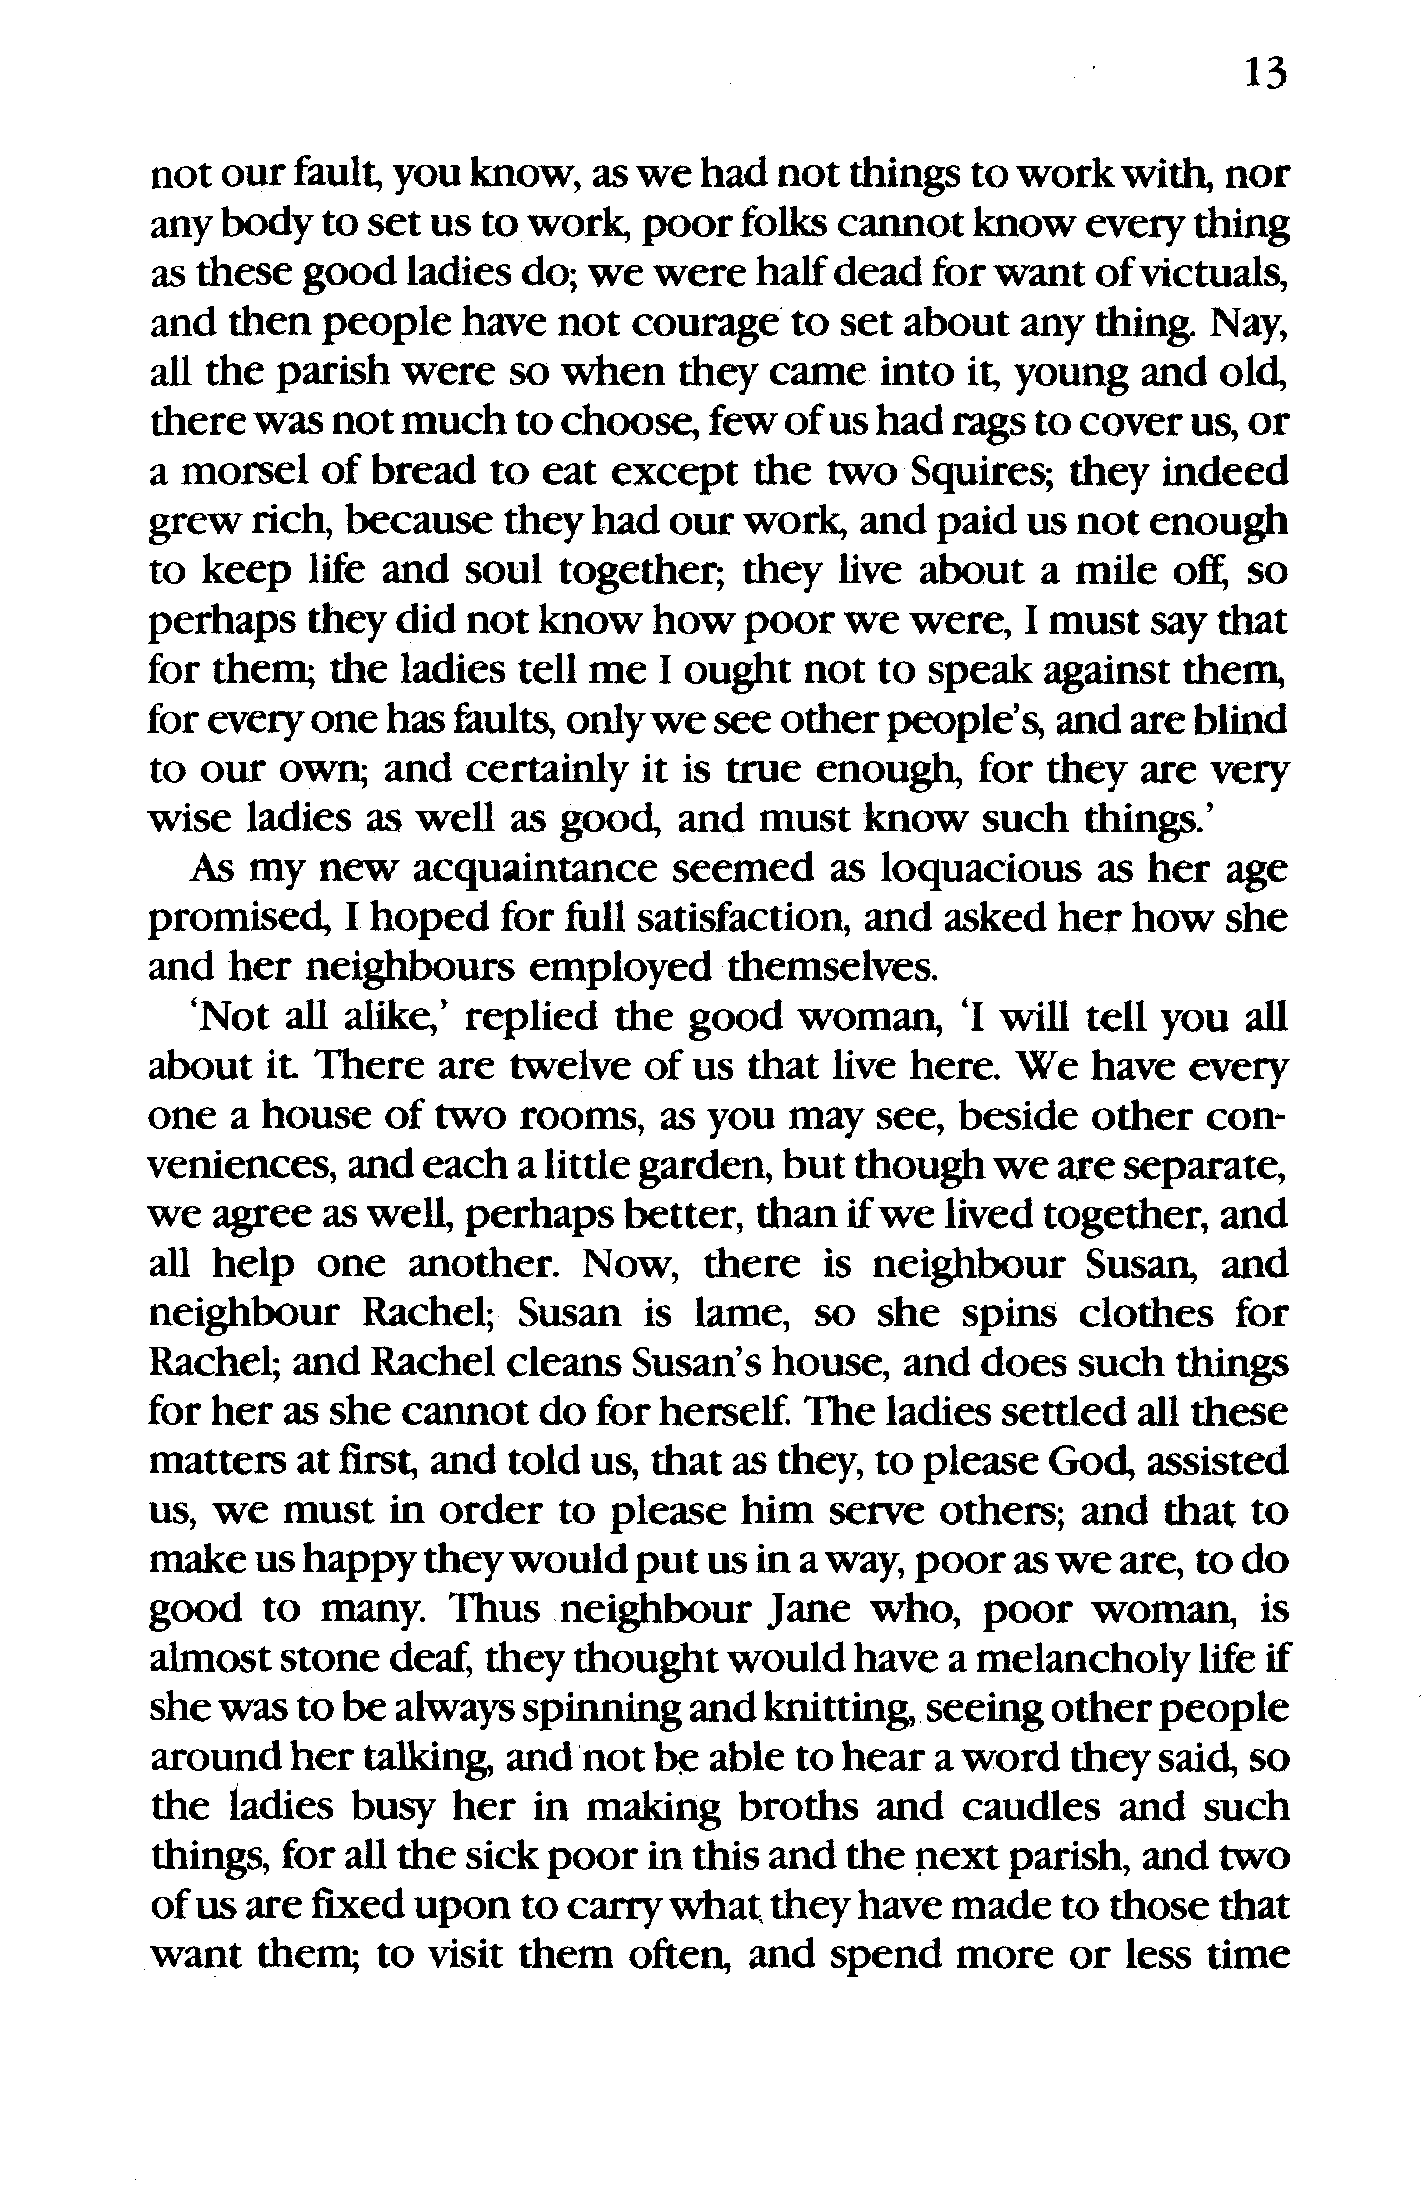 13
not our fault, you know, as we had not things to work with, nor
any body to set us to work, poor folks cannot know every thing
as these good ladies do; we were half dead for want of victuals,
and then people have not courage to set about any thing. Nay,
all the parish were so when they came into it, young and old,
there was not much to choose, few of us had rags to cover us, or
a morsel of bread to eat except the two Squires; they indeed
grew rich, because they had our work, and paid us not enough
to keep life and soul together; they live about a mile off, so
perhaps they did not know how poor we were, I must say that
for them; the ladies tell me I ought not to speak against them,
for every one has faults, only we see other people's, and are blind
to our own; and certainly it is true enough, for they are very
wise ladies as well as good, and must know such things.'
As my new acquaintance seemed as loquacious as her age
promised, I hoped for full satisfaction, and asked her how she
and her neighbours employed themselves.
'Not all alike,' replied the good woman, 'I will tell you all
about it. There are twelve of us that live here. We have every
one a house of two rooms, as you may see, beside other con-
veniences, and each a little garden, but though we are separate,
we agree as well, perhaps better, than if we lived together, and
all help one another. Now, there is neighbour Susan, and
neighbour Rachel; Susan is lame, so she spins clothes for
Rachel; and Rachel cleans Susan's house, and does such things
for her as she cannot do for herself. The ladies settled all these
matters at first, and told us, that as they, to please God, assisted
us, we must in order to please him serve others; and that to
make us happy they would put us in a way, poor as we are, to do
good to many. Thus neighbour Jane who, poor woman, is
almost stone deaf, they thought would have a melancholy life if
she was to be always spinning and knitting, seeing other people
around her talking, and not be able to hear a word they said, so
the ladies busy her in making broths and caudles and such
things, for all the sick poor in this and the next parish, and two
of us are fixed upon to carry what they have made to those that
want them; to visit them often, and spend more or less time